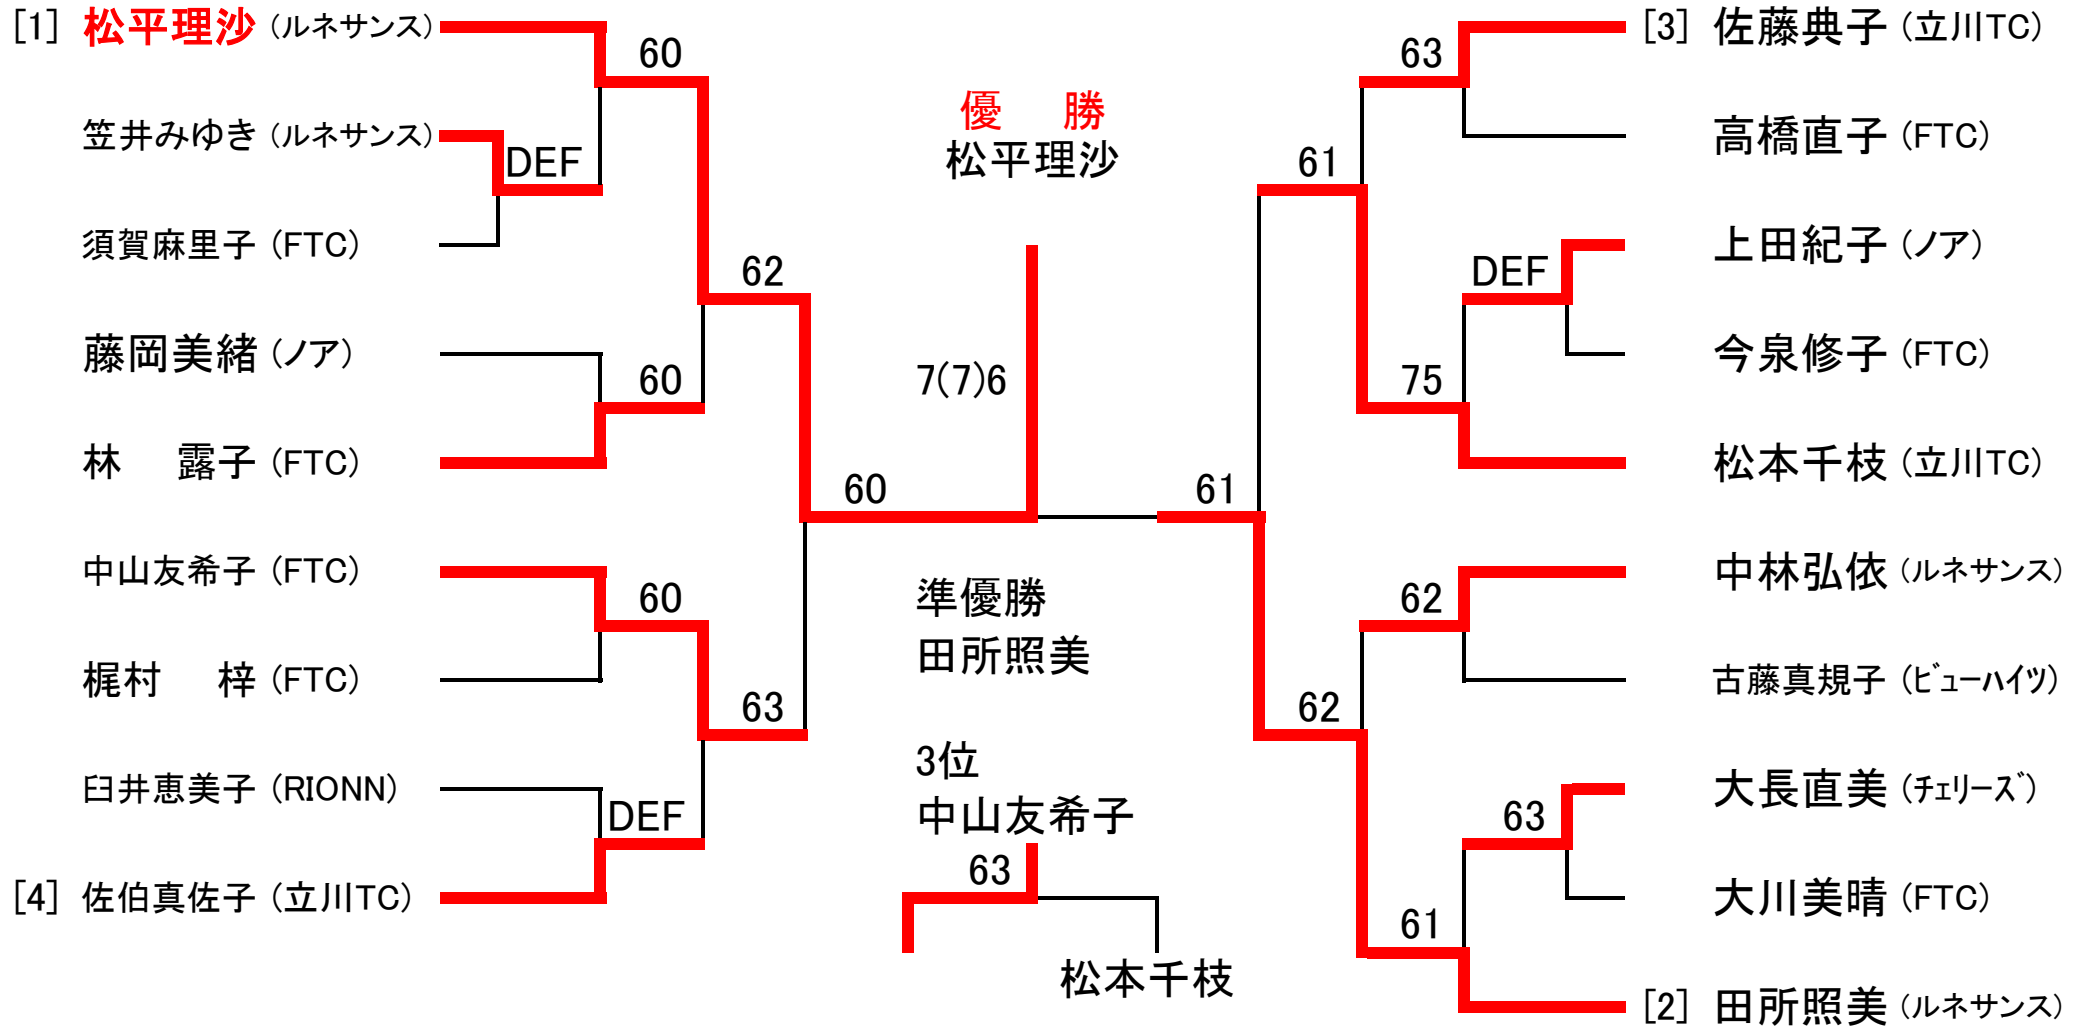 [1] 松平理沙 (ルネサンス)
60
笠井みゆき (ルネサンス)
DEF
須賀麻里子 (FTC)
62
藤岡美緒 (ノア)
60
林 露子 (FTC)
60
中山友希子 (FTC)
60
梶村 梓 (FTC)
63
臼井恵美子 (RIONN)
DEF
[4] 佐伯真佐子 (立川TC)
優 勝
松平理沙
7(7)6
準優勝
田所照美
3位
中山友希子
63
松本千枝
[3] 佐藤典子 (立川TC)
63
高橋直子 (FTC)
61
上田紀子 (ノア)
DEF
今泉修子 (FTC)
75
松本千枝 (立川TC)
61
中林弘依 (ルネサンス)
62
古藤真規子 (ﾋﾞｭｰﾊｲﾂ)
62
大長直美 (ﾁｪﾘｰｽﾞ)
63
大川美晴 (FTC)
61
[2] 田所照美 (ルネサンス)